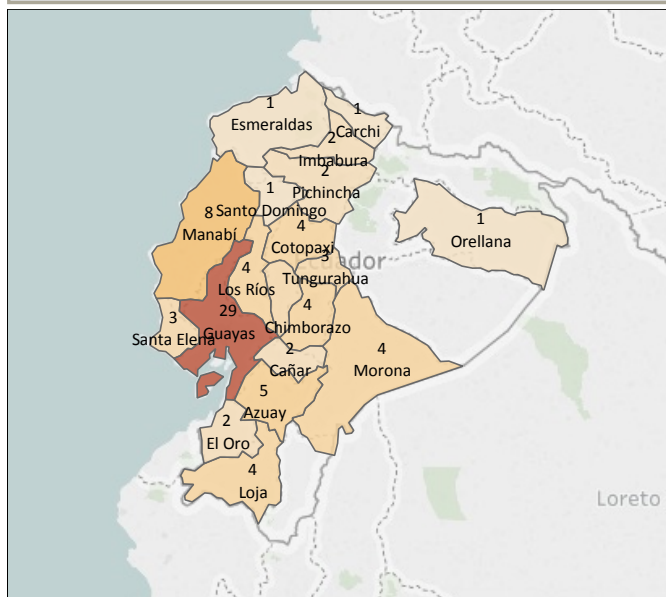 1
Esmeraldas
1
Carchi
2
Imbabura
2
Pichincha
1
Santo Domingo
8
Manabí
4
Cotopaxi
1
Orellana
Ecuador
3
Tungurahua
4
Los Ríos
29
Guayas
3
Santa Elena
4
Chimborazo
4
Morona
2
Cañar
5
Azuay
2
El Oro
4
Loja
Loreto